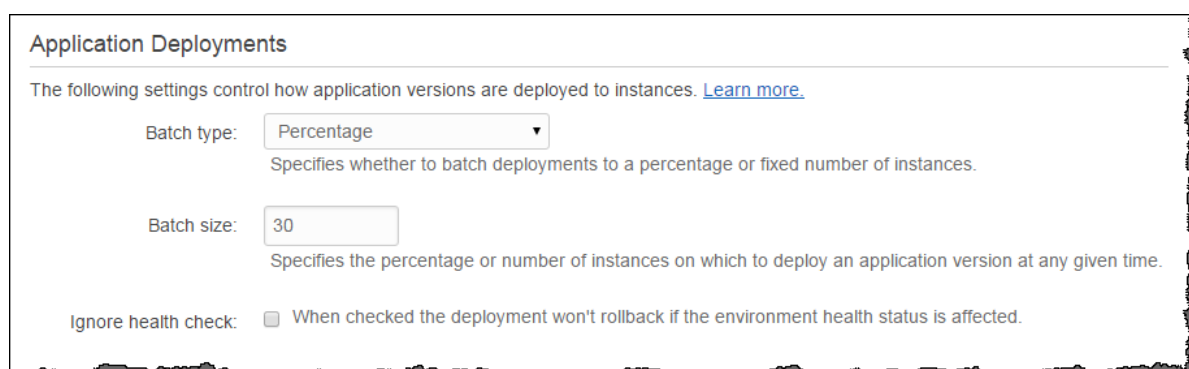 Application Deployments
The following settings control how application versions are deployed to instances. Learn more.
Batch type: Percentage
Specifies whether to batch deployments to a percentage or fixed number of instances.
Batch size: 30
Specifies the percentage or number of instances on which to deploy an application version at any given time.
Ignore health check: When checked the deployment won't rollback if the environment health status is affected.